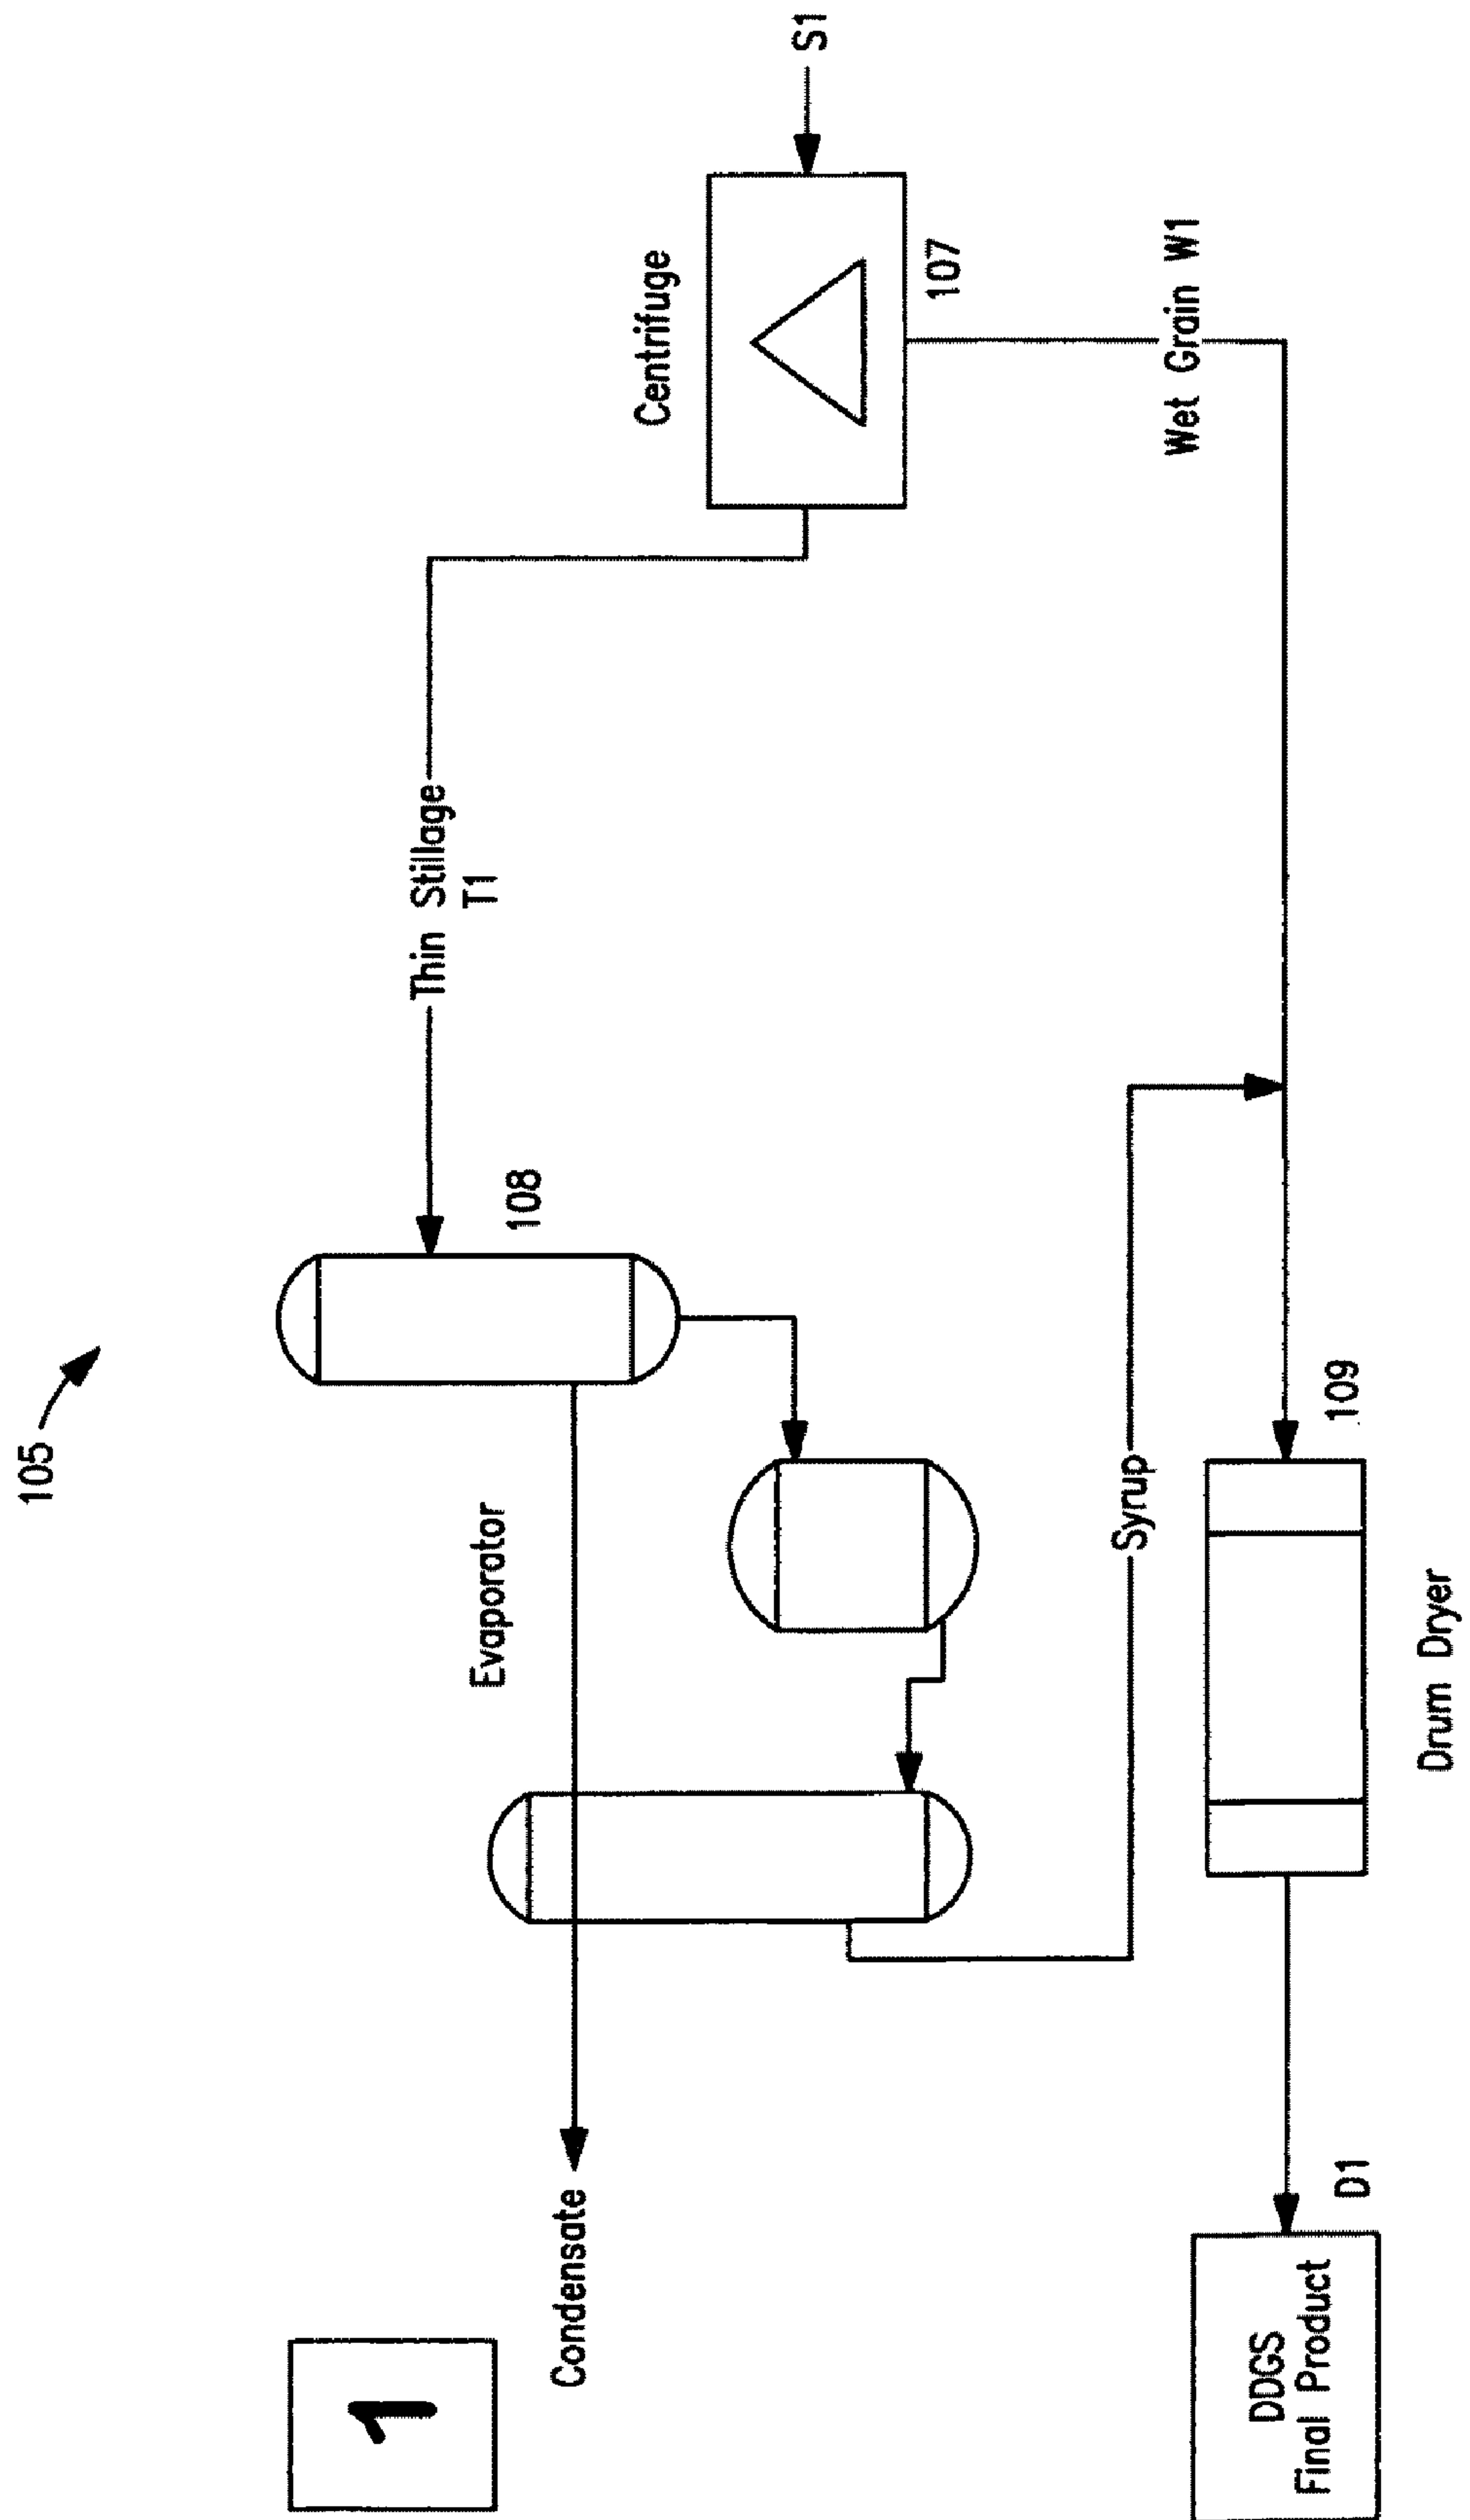 105
1
Condensate
Evaporator
108
Thin Stillage
T1
Centrifuge
107
S1
Wet Grain W1
Syrup
109
Drum Dryer
D1
DDGS
Final Product